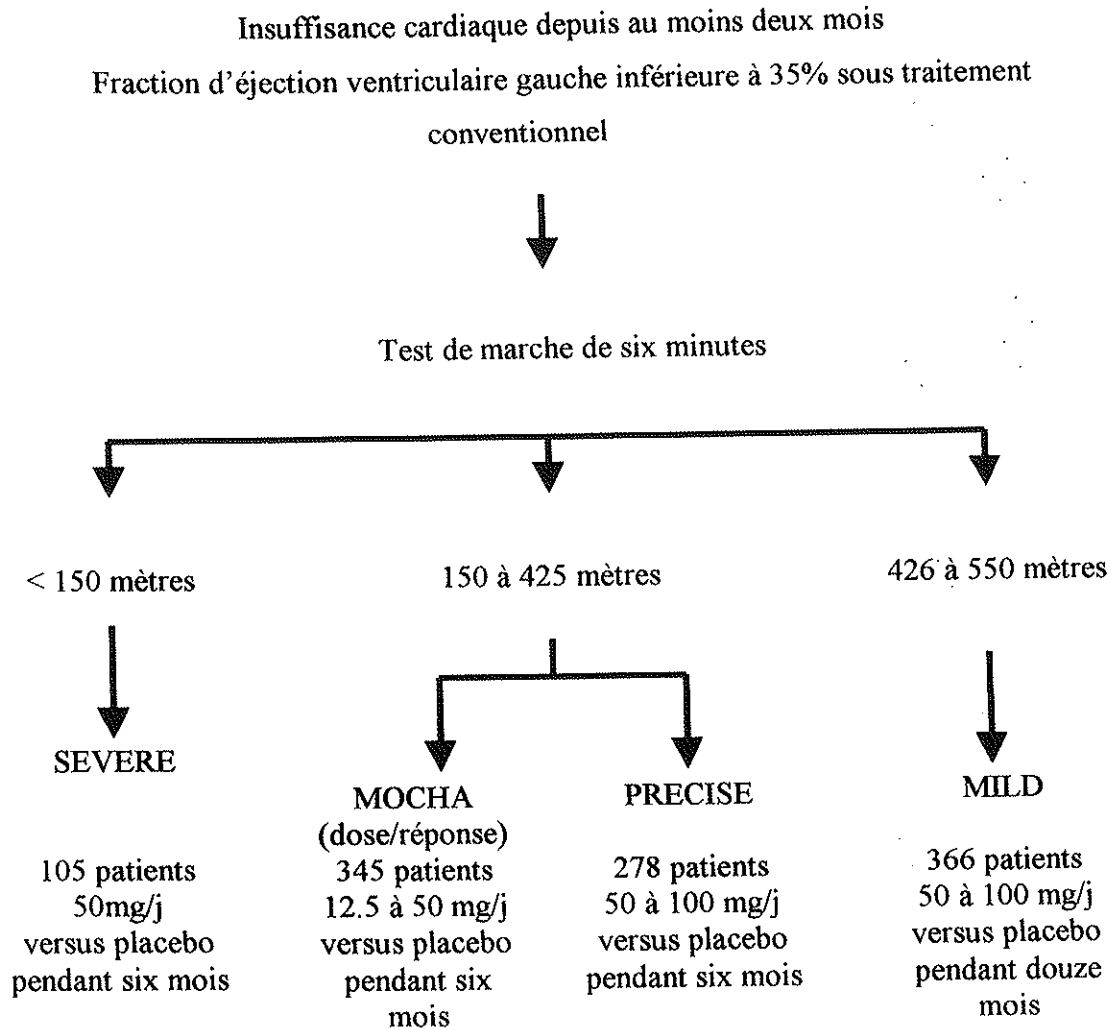 Insuffisance cardiaque depuis au moins deux mois
Fraction d'éjection ventriculaire gauche inférieure à 35% sous traitement
conventionnel
Test de marche de six minutes
< 150 mètres
150 à 425 mètres
426 à 550 mètres
SEVERE
105 patients
50mg/j
versus placebo
pendant six mois
MOCHA
(dose/réponse)
345 patients
12.5 à 50 mg/j
versus placebo
pendant six
mois
PRECISE
278 patients
50 à 100 mg/j
versus placebo
pendant six mois
MILD
366 patients
50 à 100 mg/j
versus placebo
pendant douze
mois